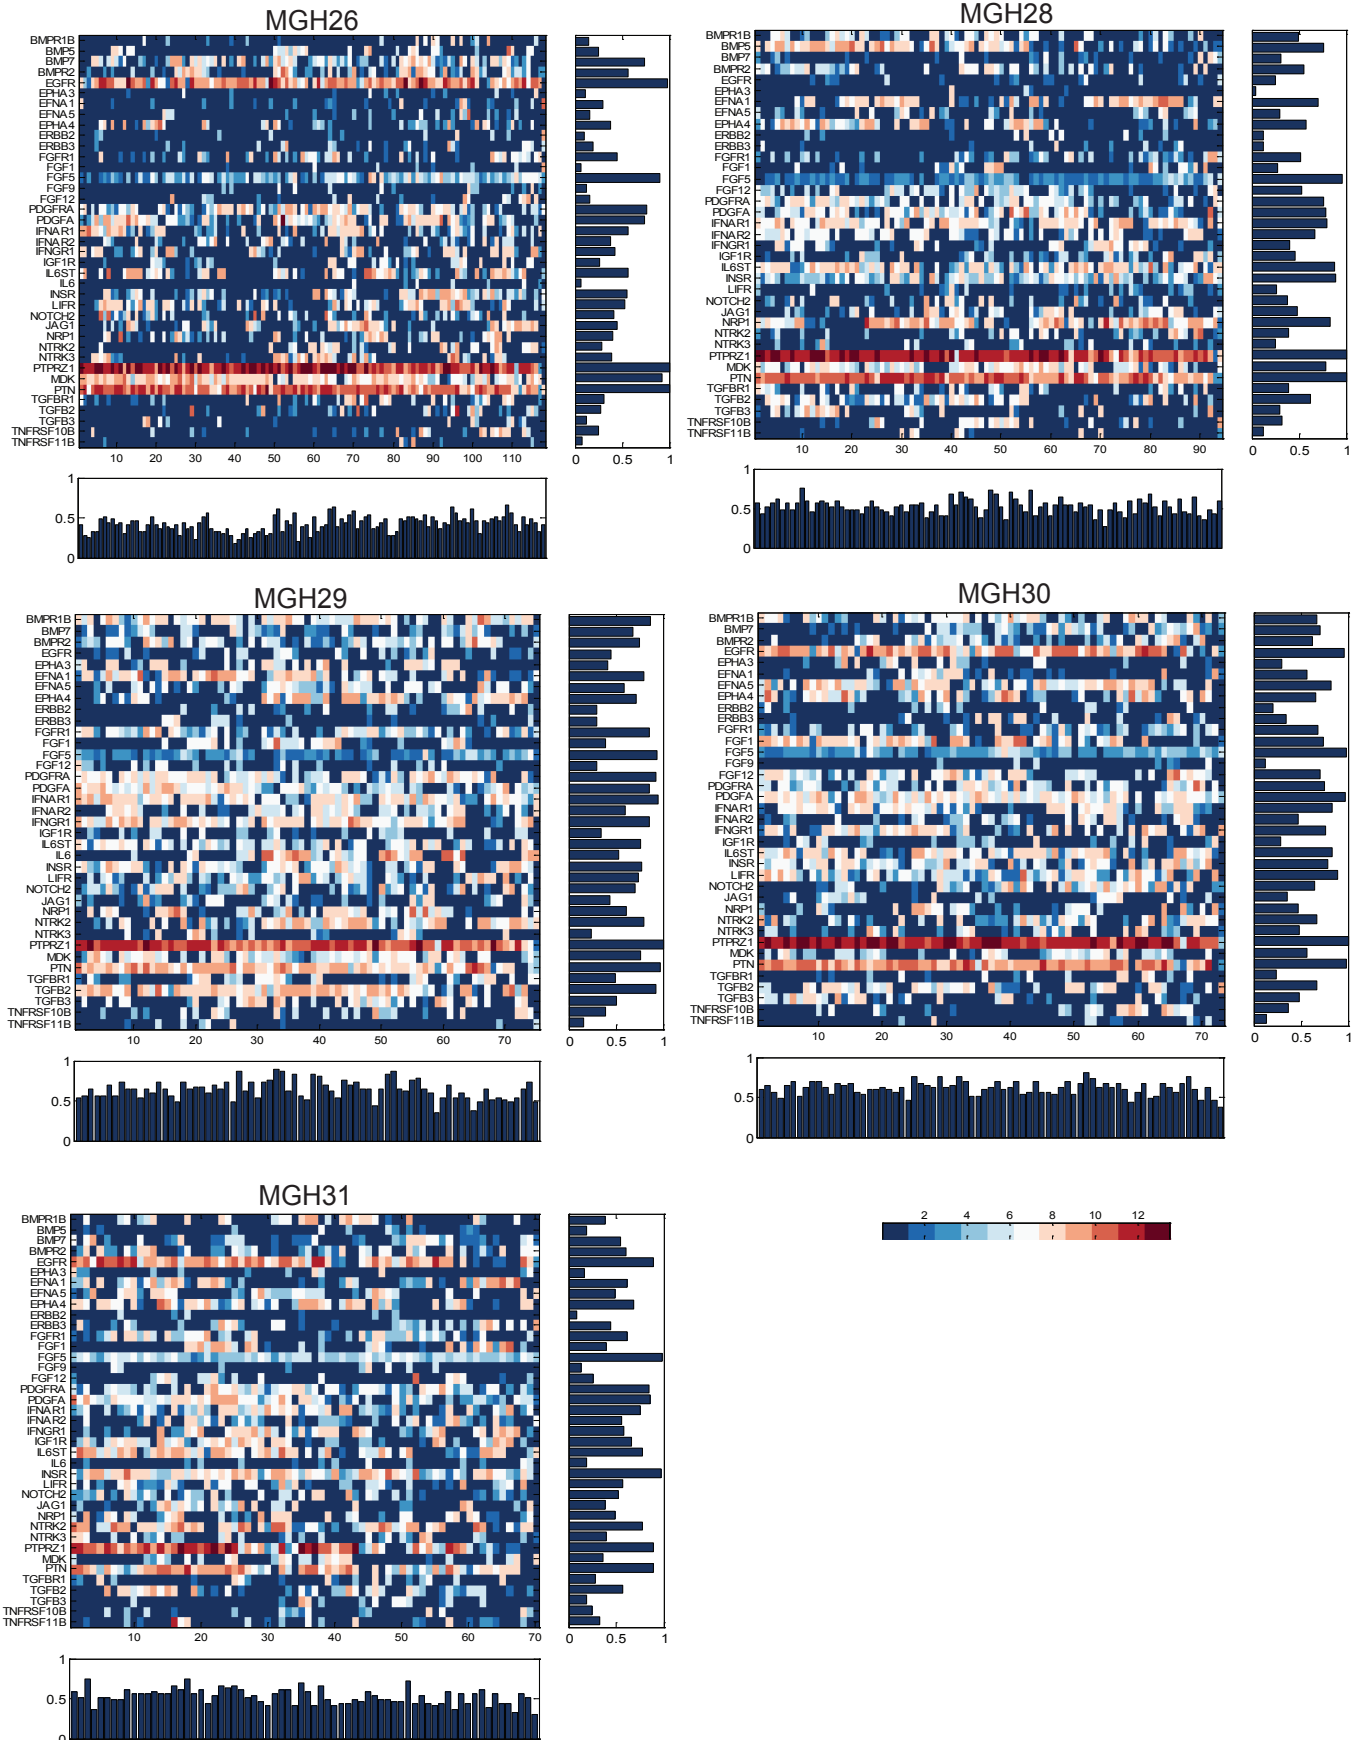 MGH26
BMPR1B
BMP5
BMP7
BMPR2
EGFR
EPHA3
EFNA1
EFNA5
EPHA4
ERBB2
ERBB3
FGFR1
FGF1
FGF5
FGF9
FGF12
PDGFRA
PDGFA
IFNAR1
IFNAR2
IFNGR1
IGF1R
IL6ST
IL6
INSR
LIFR
NOTCH2
JAG1
NRP1
NTRK2
NTRK3
PTPRZ1
MDK
PTN
TGFBR1
TGFB2
TGFB3
TNFRSF10B
TNFRSF11B
10 20 30 40 50 60 70 80 90 100 110
0 0.5 1
1
0.5
0
MGH28
BMPR1B
BMP5
BMP7
BMPR2
EGFR
EPHA3
EFNA1
EFNA5
EPHA4
ERBB2
ERBB3
FGFR1
FGF1
FGF5
FGF12
PDGFRA
PDGFA
IFNAR1
IFNAR2
IFNGR1
IGF1R
IL6ST
INSR
LIFR
NOTCH2
JAG1
NRP1
NTRK2
NTRK3
PTPRZ1
MDK
PTN
TGFBR1
TGFB2
TGFB3
TNFRSF10B
TNFRSF11B
10 20 30 40 50 60 70 80 90
0 0.5 1
1
0.5
0
MGH29
BMPR1B
BMP7
BMPR2
EGFR
EPHA3
EFNA1
EFNA5
EPHA4
ERBB2
ERBB3
FGFR1
FGF1
FGF5
FGF12
PDGFRA
PDGFA
IFNAR1
IFNAR2
IFNGR1
IGF1R
IL6ST
IL6
INSR
LIFR
NOTCH2
JAG1
NRP1
NTRK2
NTRK3
PTPRZ1
MDK
PTN
TGFBR1
TGFB2
TGFB3
TNFRSF10B
TNFRSF11B
10 20 30 40 50 60 70
0 0.5 1
1
0.5
0
MGH30
BMPR1B
BMP7
BMPR2
EGFR
EPHA3
EFNA1
EFNA5
EPHA4
ERBB2
ERBB3
FGFR1
FGF1
FGF5
FGF9
FGF12
PDGFRA
PDGFA
IFNAR1
IFNAR2
IFNGR1
IGF1R
IL6ST
INSR
LIFR
NOTCH2
JAG1
NRP1
NTRK2
NTRK3
PTPRZ1
MDK
PTN
TGFBR1
TGFB2
TGFB3
TNFRSF10B
TNFRSF11B
10 20 30 40 50 60 70
0 0.5 1
1
0.5
0
MGH31
BMPR1B
BMP5
BMP7
BMPR2
EGFR
EPHA3
EFNA1
EFNA5
EPHA4
ERBB2
ERBB3
FGFR1
FGF1
FGF5
FGF9
FGF12
PDGFRA
PDGFA
IFNAR1
IFNAR2
IFNGR1
IGF1R
IL6ST
IL6
INSR
LIFR
NOTCH2
JAG1
NRP1
NTRK2
NTRK3
PTPRZ1
MDK
PTN
TGFBR1
TGFB2
TGFB3
TNFRSF10B
TNFRSF11B
10 20 30 40 50 60 70
0 0.5 1
1
0.5
0
2 4 6 8 10 12